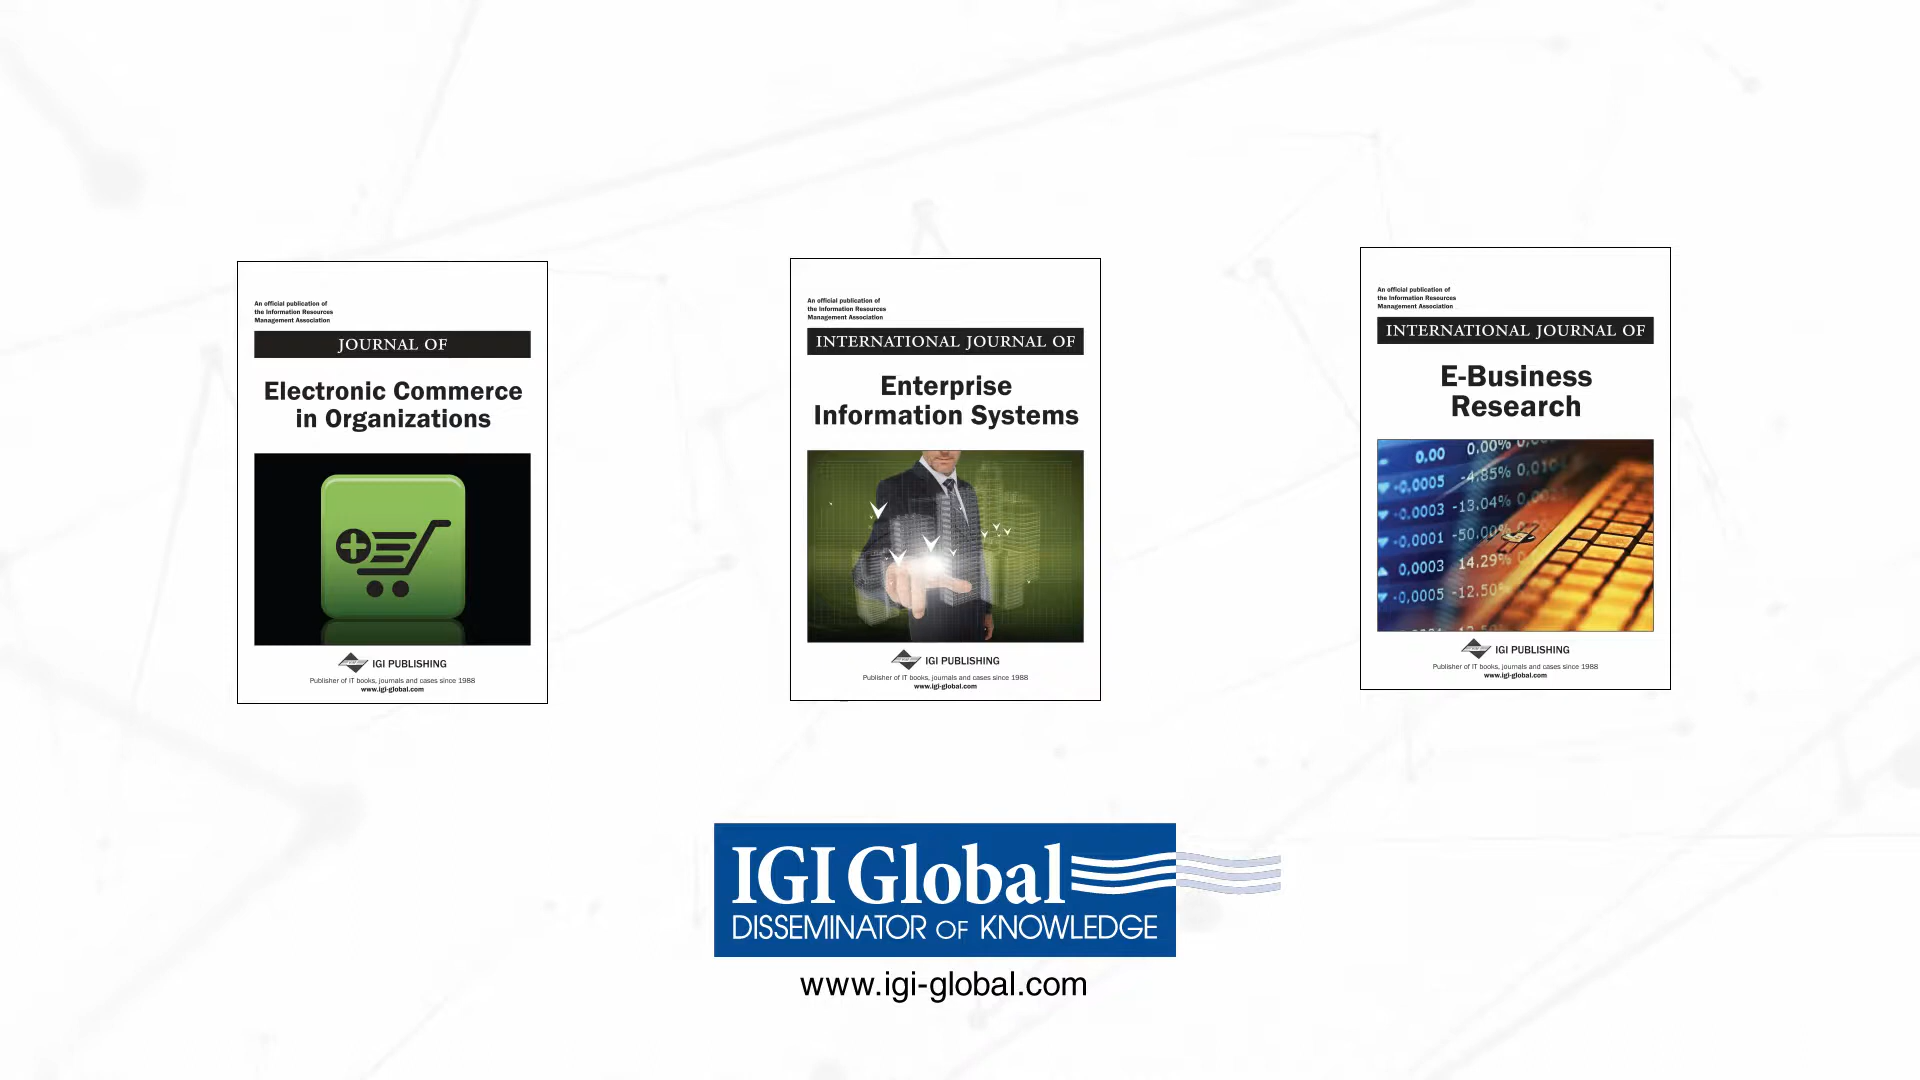 An official publication of
the Information Resources
Management Association
JOURNAL OF
Electronic Commerce
in Organizations
IGI PUBLISHING
Publisher of IT books, journals and cases since 1988
www.igi-global.com
An official publication of
the Information Resources
Management Association
INTERNATIONAL JOURNAL OF
Enterprise
Information Systems
IGI PUBLISHING
Publisher of IT books, journals and cases since 1988
www.igi-global.com
An official publication of
the Information Resources
Management Association
INTERNATIONAL JOURNAL OF
E-Business
Research
0.00 0.00%
-0,0005 -4.85% 0,010
-0,0003 -13.04%
-0,0001 -50.00%
0,0003 14.29%
-0,0005 -12.50%
IGI PUBLISHING
Publisher of IT books, journals and cases since 1988
www.igi-global.com
IGI Global
DISSEMINATOR OF KNOWLEDGE
www.igi-global.com